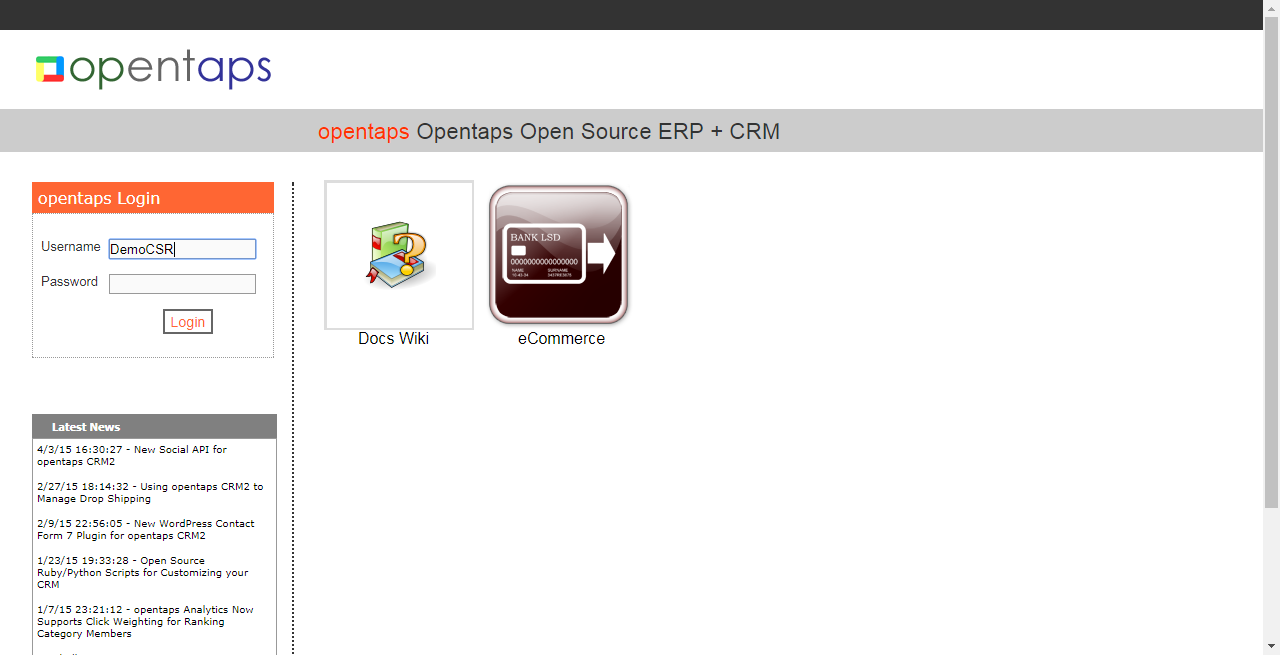 opentaps
opentaps Opentaps Open Source ERP + CRM
opentaps Login
Username DemoCSR
Password
Login
BANK LSD
0000000000000000
NAME SURNAME
Docs Wiki
eCommerce
Latest News
4/3/15 16:30:27 - New Social API for
opentaps CRM2
2/27/15 18:14:32 - Using opentaps CRM2 to
Manage Drop Shipping
2/9/15 22:56:05 - New WordPress Contact
Form 7 Plugin for opentaps CRM2
1/23/15 19:33:28 - Open Source
Ruby/Python Scripts for Customizing your
CRM
1/7/15 23:21:12 - opentaps Analytics Now
Supports Click Weighting for Ranking
Category Members